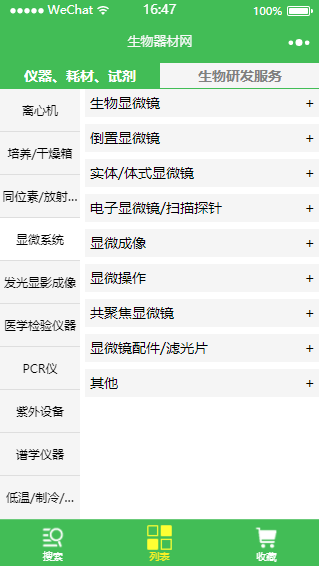 WeChat 16:47 100%
生物器材网
仪器、耗材、试剂 生物研发服务
离心机
培养/干燥箱
同位素/放射...
显微系统
发光显影成像
医学检验仪器
PCR仪
紫外设备
谱学仪器
低温/制冷/...
生物显微镜 +
倒置显微镜 +
实体/体式显微镜 +
电子显微镜/扫描探针 +
显微成像 +
显微操作 +
共聚焦显微镜 +
显微镜配件/滤光片 +
其他 +
搜索 列表 收藏